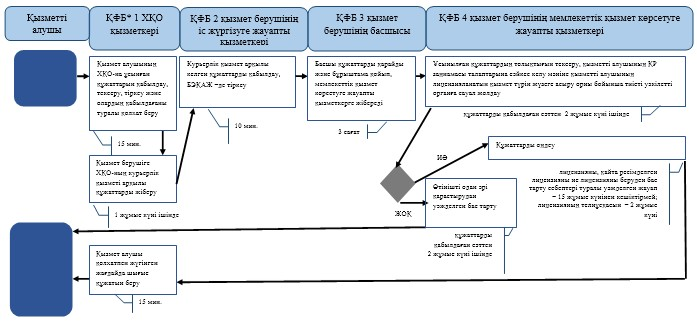 Қызметті
алушы
ҚФБ* 1 ХҚО
қызметкері
ҚФБ 2 қызмет берушінің
іс жүргізуге жауапты
қызметкері
ҚФБ 3 қызмет
берушінің басшысы
ҚФБ 4 қызмет берушінің мемлекеттік қызмет көрсетуге
жауапты қызметкері
Қызмет алушының
ХҚО-на ұсынған
құжаттарын қабылдау,
тексеру, тіркеу және
олардың қабылданғаны
туралы қолхат беру
15 мин.
Қызмет берушіге
ХҚО-ның курьерлік
қызметі арқылы
құжаттарды жіберу
1 жұмыс күні ішінде
Курьерлік қызмет арқылы
келген құжаттарды қабылдау,
БЭҚАЖ –де тіркеу
10 мин.
Басшы құжаттарды қарайды
және бұрыштама қойып,
мемлекеттік қызмет
көрсетуге жауапты
қызметкерге жібереді
3 сағат
Ұсынылған құжаттардың толықтығын тексеру, қызметті алушының ҚР
заңнамасы талаптарына сәйкес келу мәніне қызметті алушының
лицензияланатын қызмет түрін жүзеге асыру орны бойынша тиісті уәкілетті
органға сауал жолдау
құжаттарды қабылдаған сәттен 2 жұмыс күні ішінде
ИӘ
Құжаттарды өңдеу
лицензияны, қайта ресімделген
лицензияны не лицензияны беруден бас
тарту себептері туралы уәжделген жауап
– 15 жұмыс күнінен кешіктірмей;
лицензияның телнұсқасын – 2 жұмыс
күні
ЖОҚ
Өтінішті одан әрі
қарастырудан
уәжделген бас тарту
құжаттарды
қабылдаған сәттен
2 жұмыс күні ішінде
Қызмет алушы
қолхатпен жүгінген
жағдайда шығыс
құжатын беру
15 мин.